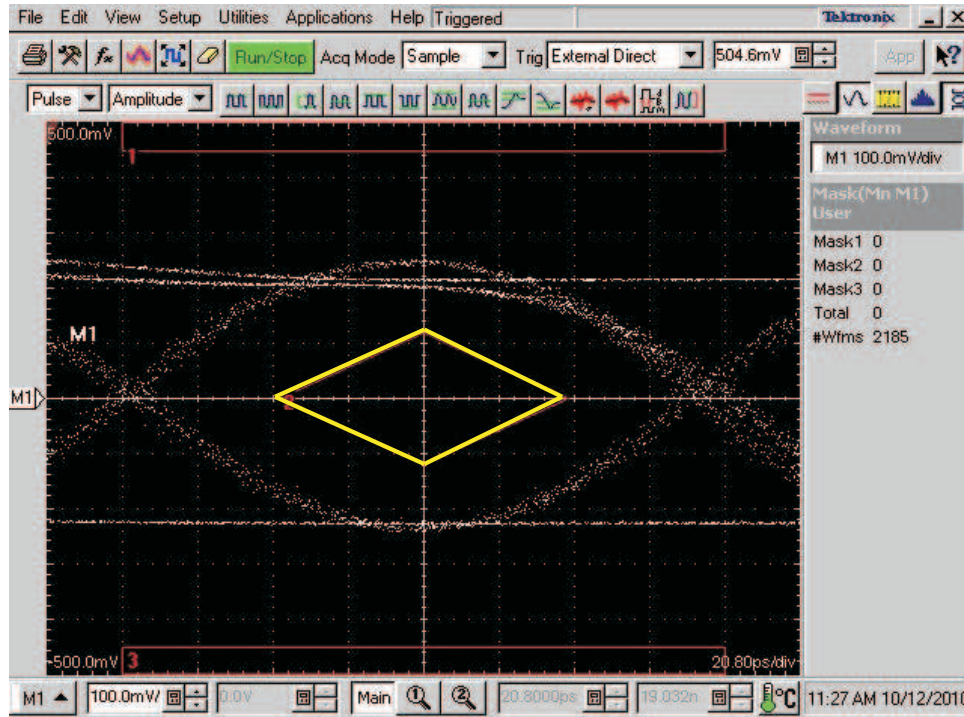 File Edit View Setup Utilities Applications Help Triggered Tektronix
Run/Stop Acq Mode Sample Trig External Direct 504.6mV App
Pulse Amplitude
500.0mV
1
M1
M1
2
-500.0mV 3 20.80ps/div
Waveform
M1 100.0mV/div
Mask(Mn M1)
User
Mask1 0
Mask2 0
Mask3 0
Total 0
#Wfms 2185
M1 100.0mV/ 0.0V Main 1 2 20.8000ps 19.032n °C 11:27 AM 10/12/2010